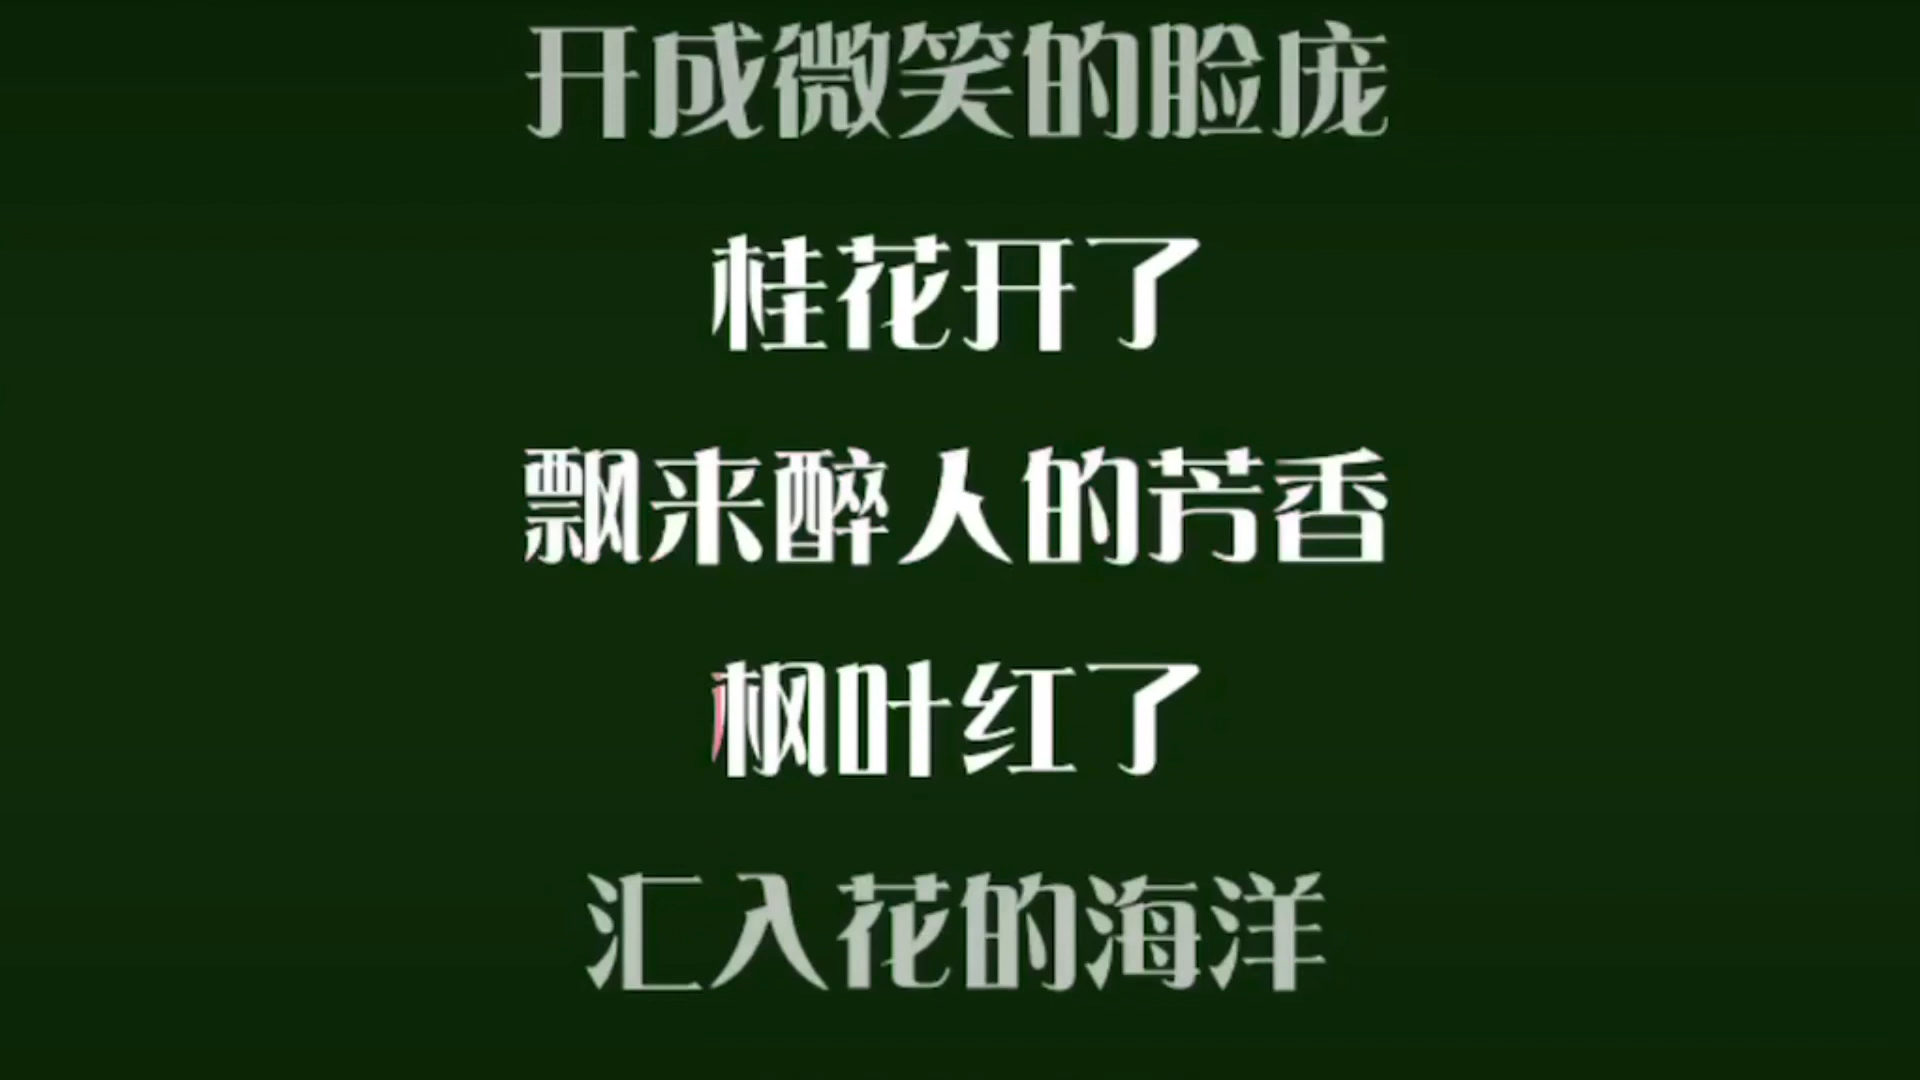 开成微笑的脸庞
桂花开了
飘来醉人的芳香
枫叶红了
汇入花的海洋